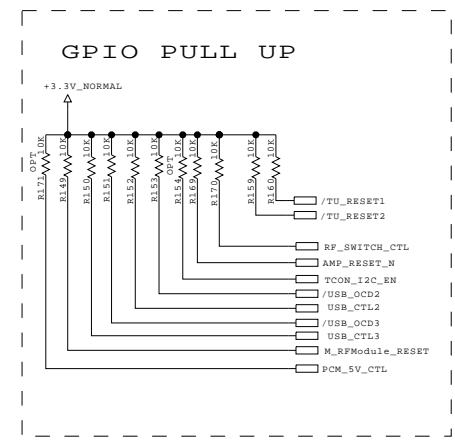 GPIO PULL UP
+3.3V_NORMAL
OPT
R171 10K
R149 10K
R150 10K
R151 10K
R152 10K
R153 10K
OPT
R154 10K
R169 10K
R170 10K
R159 10K
R160 10K
/TU_RESET1
/TU_RESET2
RF_SWITCH_CTL
AMP_RESET_N
TCON_I2C_EN
/USB_OCD2
USB_CTL2
/USB_OCD3
USB_CTL3
M_RFModule_RESET
PCM_5V_CTL